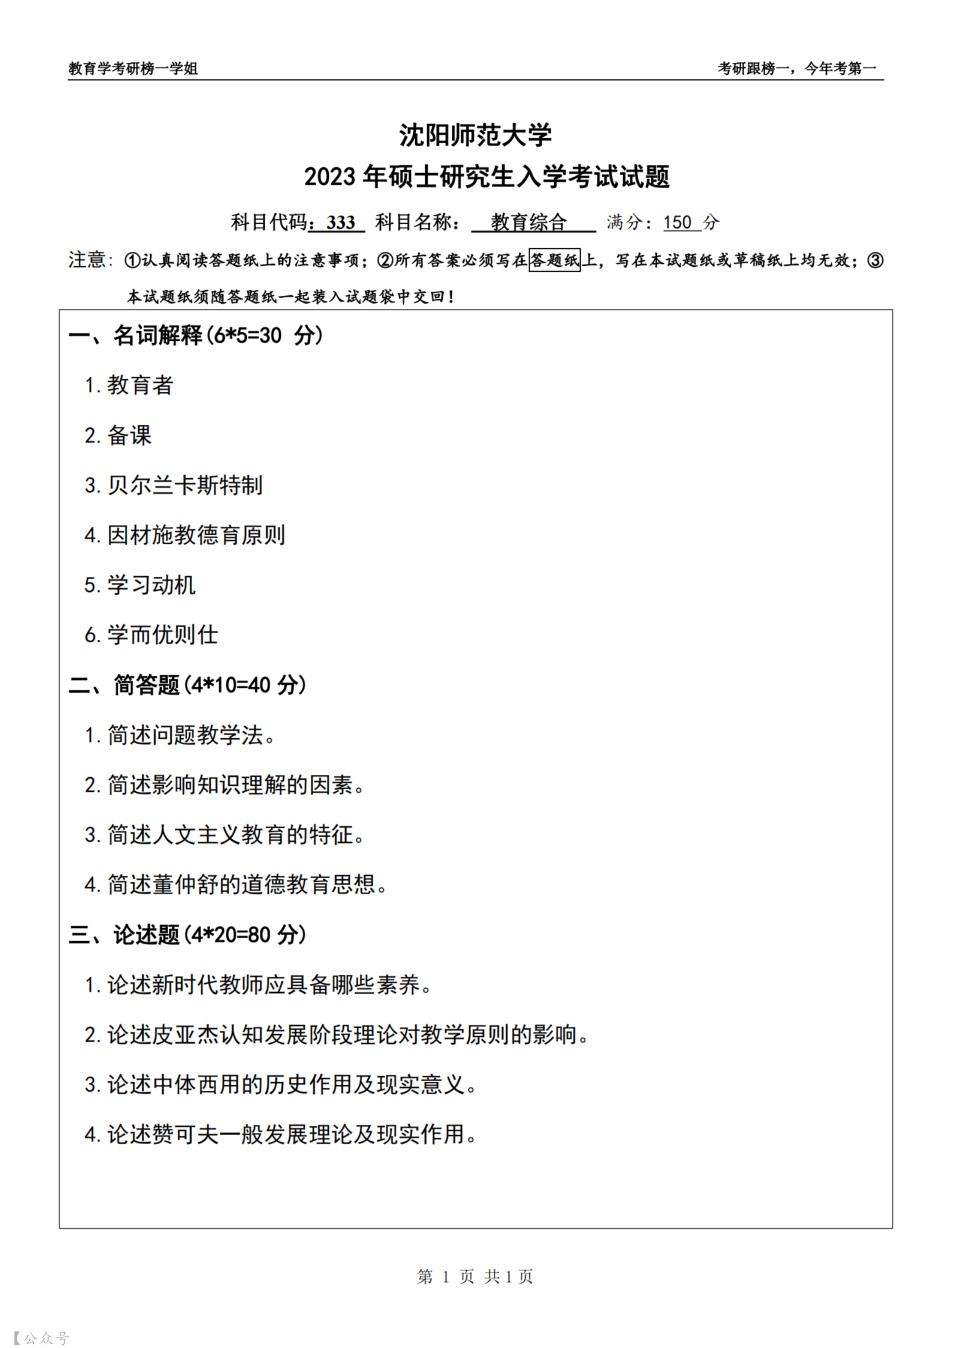 教育学考研榜一学姐 考研跟榜一，今年考第一
沈阳师范大学
2023 年硕士研究生入学考试试题
科目代码：333 科目名称： 教育综合 满分：150 分
注意：①认真阅读答题纸上的注意事项；②所有答案必须写在答题纸上，写在本试题纸或草稿纸上均无效；③
本试题纸须随答题纸一起装入试题袋中交回！
一、名词解释(6*5=30 分)
1.教育者
2.备课
3.贝尔兰卡斯特制
4.因材施教德育原则
5.学习动机
6.学而优则仕
二、简答题(4*10=40 分)
1.简述问题教学法。
2.简述影响知识理解的因素。
3.简述人文主义教育的特征。
4.简述董仲舒的道德教育思想。
三、论述题(4*20=80 分)
1.论述新时代教师应具备哪些素养。
2.论述皮亚杰认知发展阶段理论对教学原则的影响。
3.论述中体西用的历史作用及现实意义。
4.论述赞可夫一般发展理论及现实作用。
第 1 页 共 1 页
【公众号